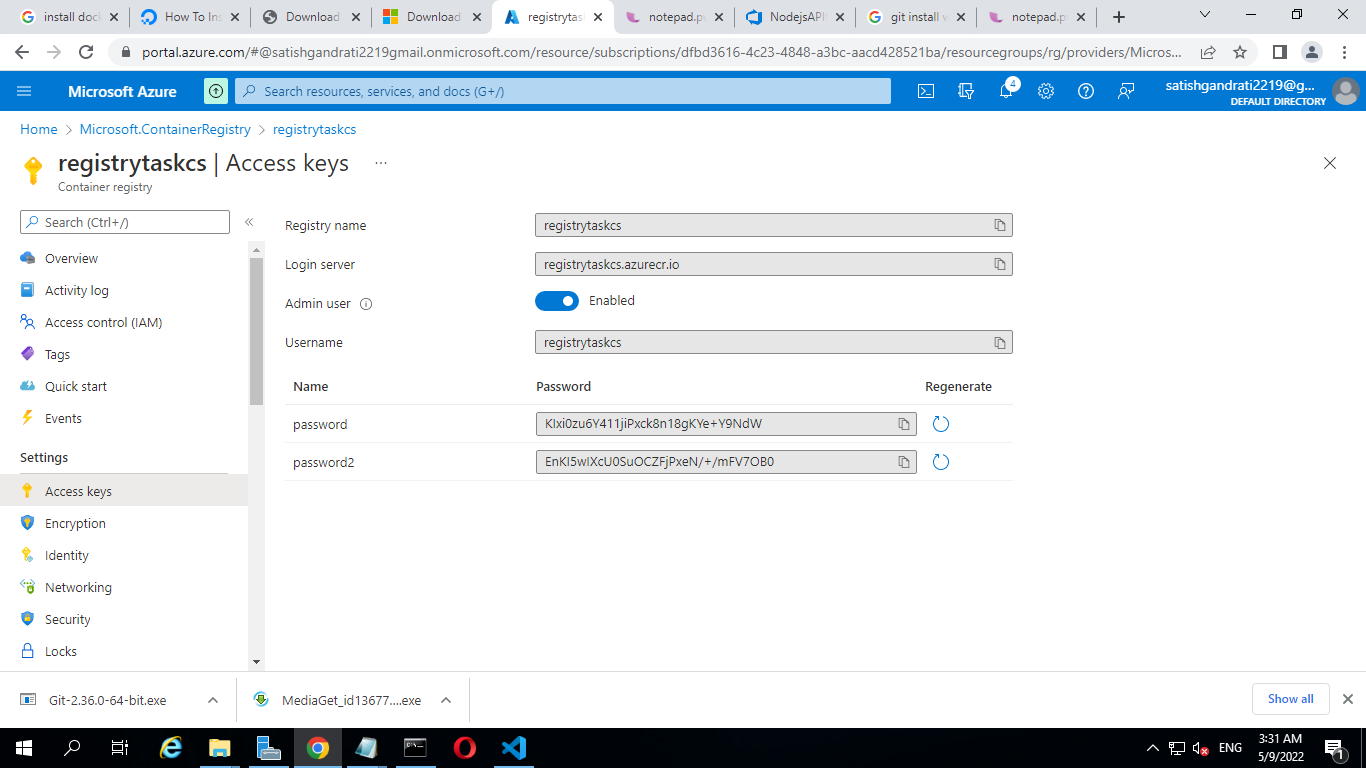 install doc
How To Ins
Download
Download
registrytas
notepad.pw
NodejsAPI
git install w
notepad.pw
portal.azure.com/#@satishgandrati2219gmail.onmicrosoft.com/resource/subscriptions/dfbd3616-4c23-4848-a3bc-aacd428521ba/resourcegroups/rg/providers/Micros...
Microsoft Azure
Search resources, services, and docs (G+/)
4
satishgandrati2219@g...
DEFAULT DIRECTORY
Home > Microsoft.ContainerRegistry > registrytaskcs
registrytaskcs | Access keys ...
Container registry
Search (Ctrl+/) «
Overview
Activity log
Access control (IAM)
Tags
Quick start
Events
Settings
Access keys
Encryption
Identity
Networking
Security
Locks
Registry name registrytaskcs
Login server registrytaskcs.azurecr.io
Admin user Enabled
Username registrytaskcs
Name Password Regenerate
password KIxi0zu6Y411jiPxck8n18gKYe+Y9NdW
password2 EnKI5wIXcU0SuOCZFjPxeN/+/mFV7OB0
Git-2.36.0-64-bit.exe
MediaGet_id13677....exe
Show all
ENG
3:31 AM
5/9/2022
1